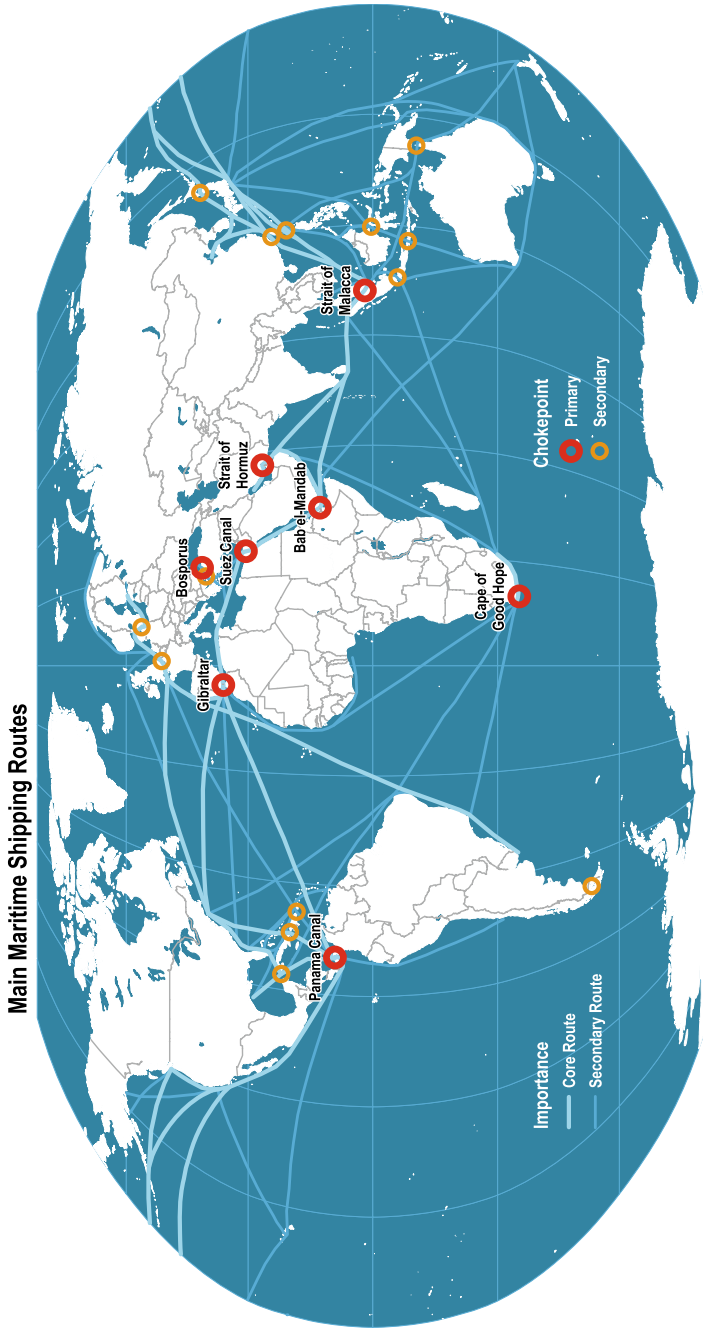 Main Maritime Shipping Routes
Gibraltar
Bosporus
Suez Canal
Strait of
Hormuz
Bab el-Mandab
Strait of
Malacca
Panama Canal
Cape of
Good Hope
Importance
Core Route
Secondary Route
Chokepoint
Primary
Secondary